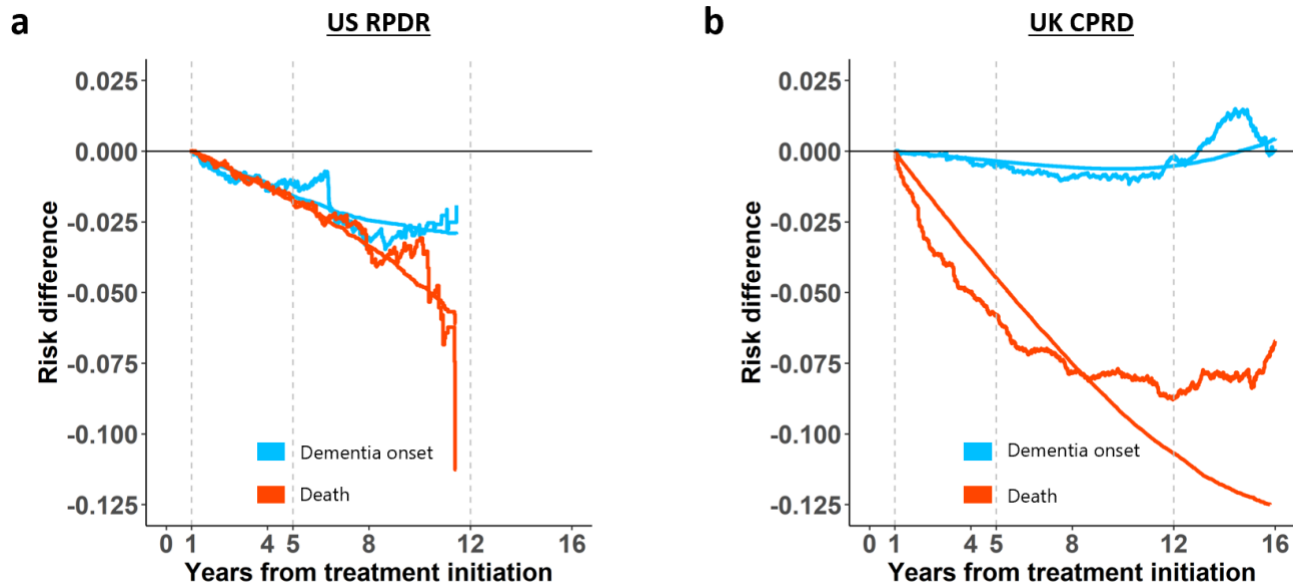 a
US RPDR
0.025
0.000
-0.025
-0.050
-0.075
-0.100
-0.125
Risk difference
Dementia onset
Death
0 1 4 5 8 12 16
Years from treatment initiation
b
UK CPRD
0.025
0.000
-0.025
-0.050
-0.075
-0.100
-0.125
Risk difference
Dementia onset
Death
0 1 4 5 8 12 16
Years from treatment initiation